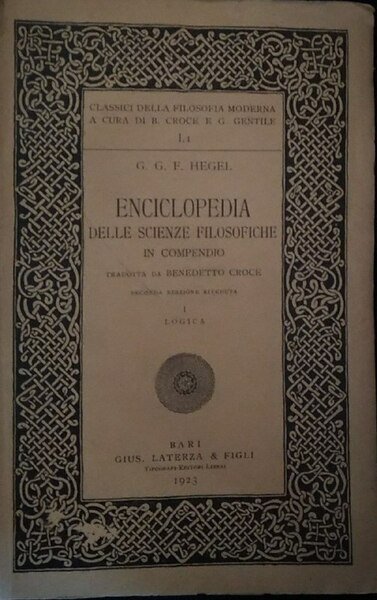 CLASSICI DELLA FILOSOFIA MODERNA
A CURA DI B. CROCE E G. GENTILE
I.1
G. G. F. HEGEL
ENCICLOPEDIA
DELLE SCIENZE FILOSOFICHE
IN COMPENDIO
TRADOTTA DA BENEDETTO CROCE
SECONDA EDIZIONE RIVEDUTA
I
LOGICA
BARI
GIUS. LATERZA & FIGLI
TIPOGRAFI-EDITORI-LIBRAI
1923